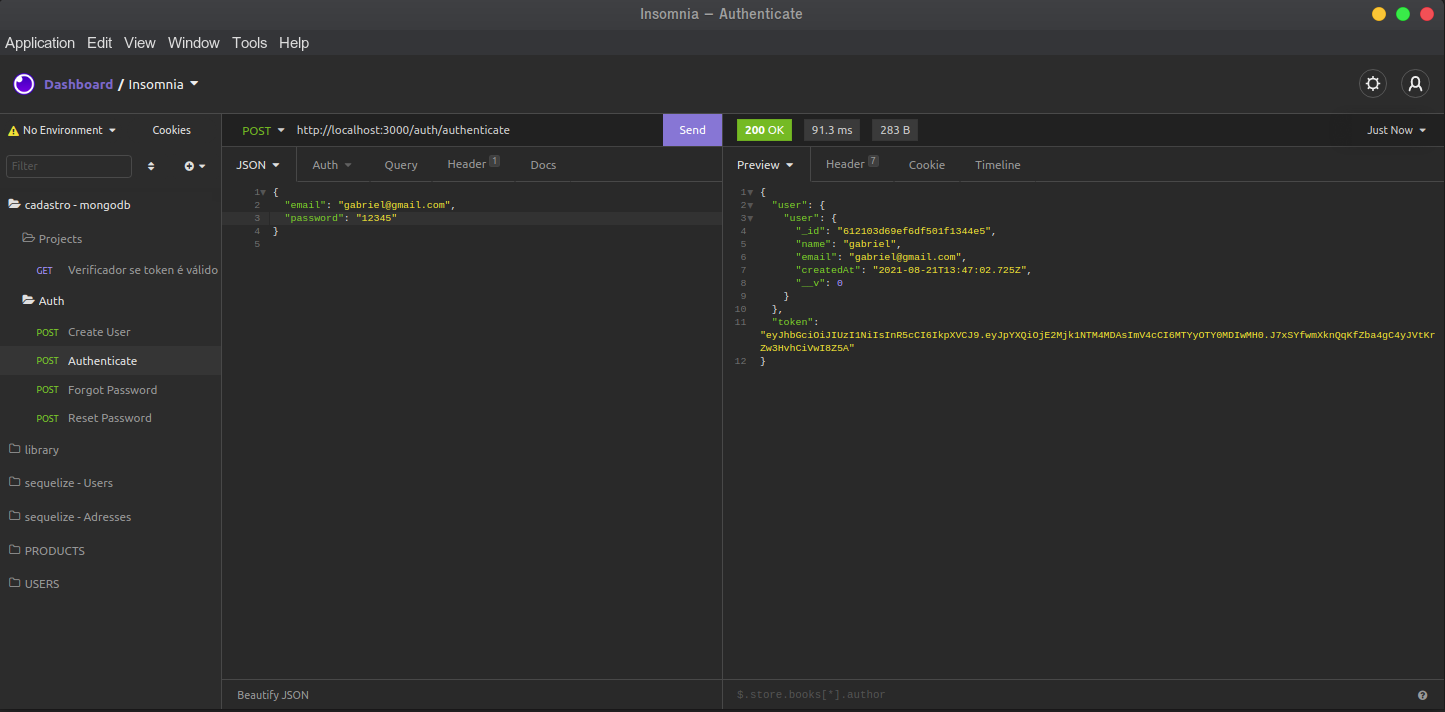 Insomnia – Authenticate
Application Edit View Window Tools Help
Dashboard / Insomnia
No Environment Cookies
Filter
cadastro - mongodb
Projects
GET Verificador se token é válido
Auth
POST Create User
POST Authenticate
POST Forgot Password
POST Reset Password
library
sequelize - Users
sequelize - Adresses
PRODUCTS
USERS
POST http://localhost:3000/auth/authenticate Send
JSON Auth Query Header 1 Docs
1 {
2 "email": "gabriel@gmail.com",
3 "password": "12345"
4 }
5
Beautify JSON
200 OK 91.3 ms 283 B Just Now
Preview Header 7 Cookie Timeline
1 {
2 "user": {
3 "user": {
4 "_id": "612103d69ef6df501f1344e5",
5 "name": "gabriel",
6 "email": "gabriel@gmail.com",
7 "createdAt": "2021-08-21T13:47:02.725Z",
8 "__v": 0
9 }
10 },
11 "token":
"eyJhbGciOiJIUzI1NiIsInR5cCI6IkpXVCJ9.eyJpYXQiOjE2Mjk1NTM4MDAsImV4cCI6MTYyOTY0MDIwMH0.J7xSYfwmXknQqKfZba4gC4yJVtKr
Zw3HvhCiVwI8Z5A"
12 }
$.store.books[*].author